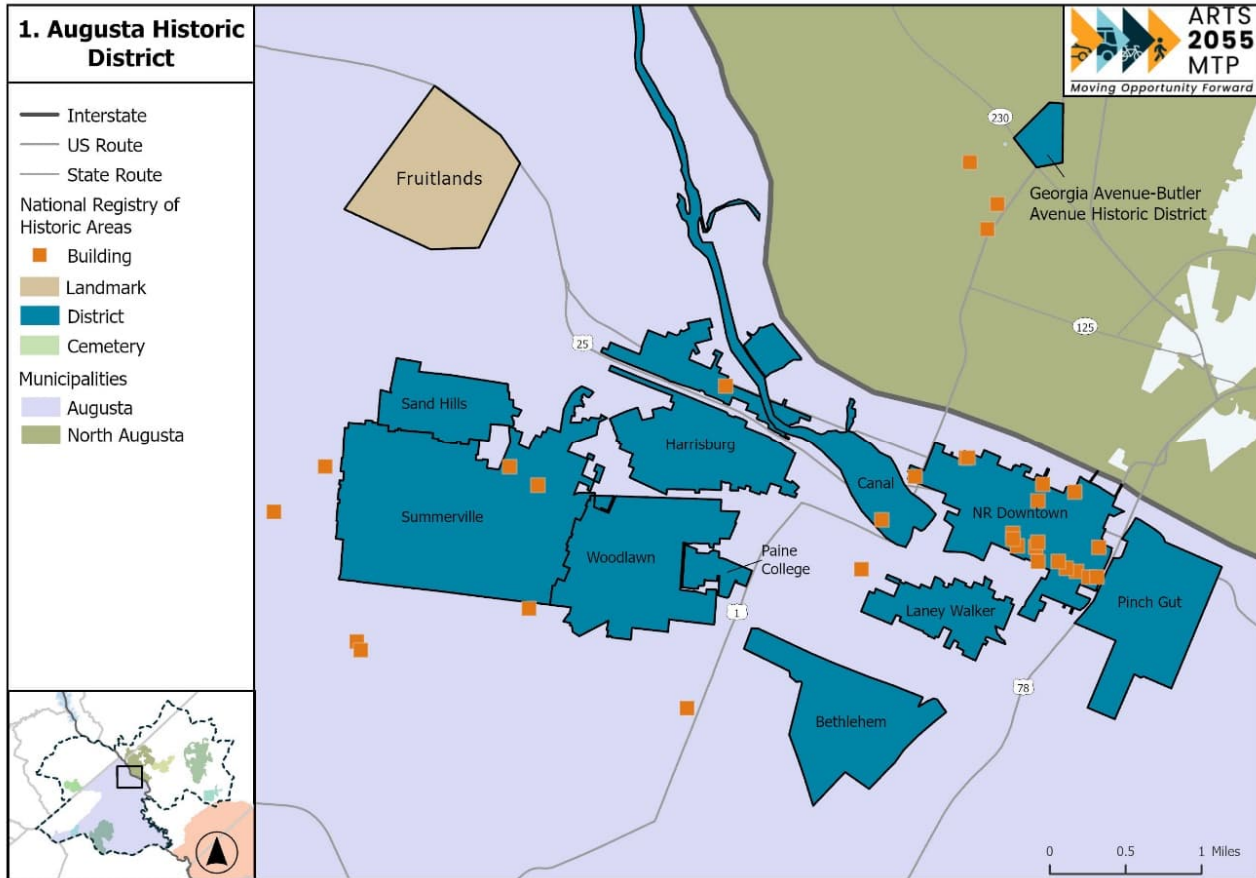 1. Augusta Historic
District
Interstate
US Route
State Route
National Registry of
Historic Areas
Building
Landmark
District
Cemetery
Municipalities
Augusta
North Augusta
ARTS
2055
MTP
Moving Opportunity Forward
230
Fruitlands
Georgia Avenue-Butler
Avenue Historic District
125
25
Sand Hills
Harrisburg
Canal
NR Downtown
Summerville
Woodlawn
Paine
College
Laney Walker
Pinch Gut
1
78
Bethlehem
0 0.5 1 Miles